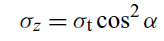 σ_z = σ_t cos² α